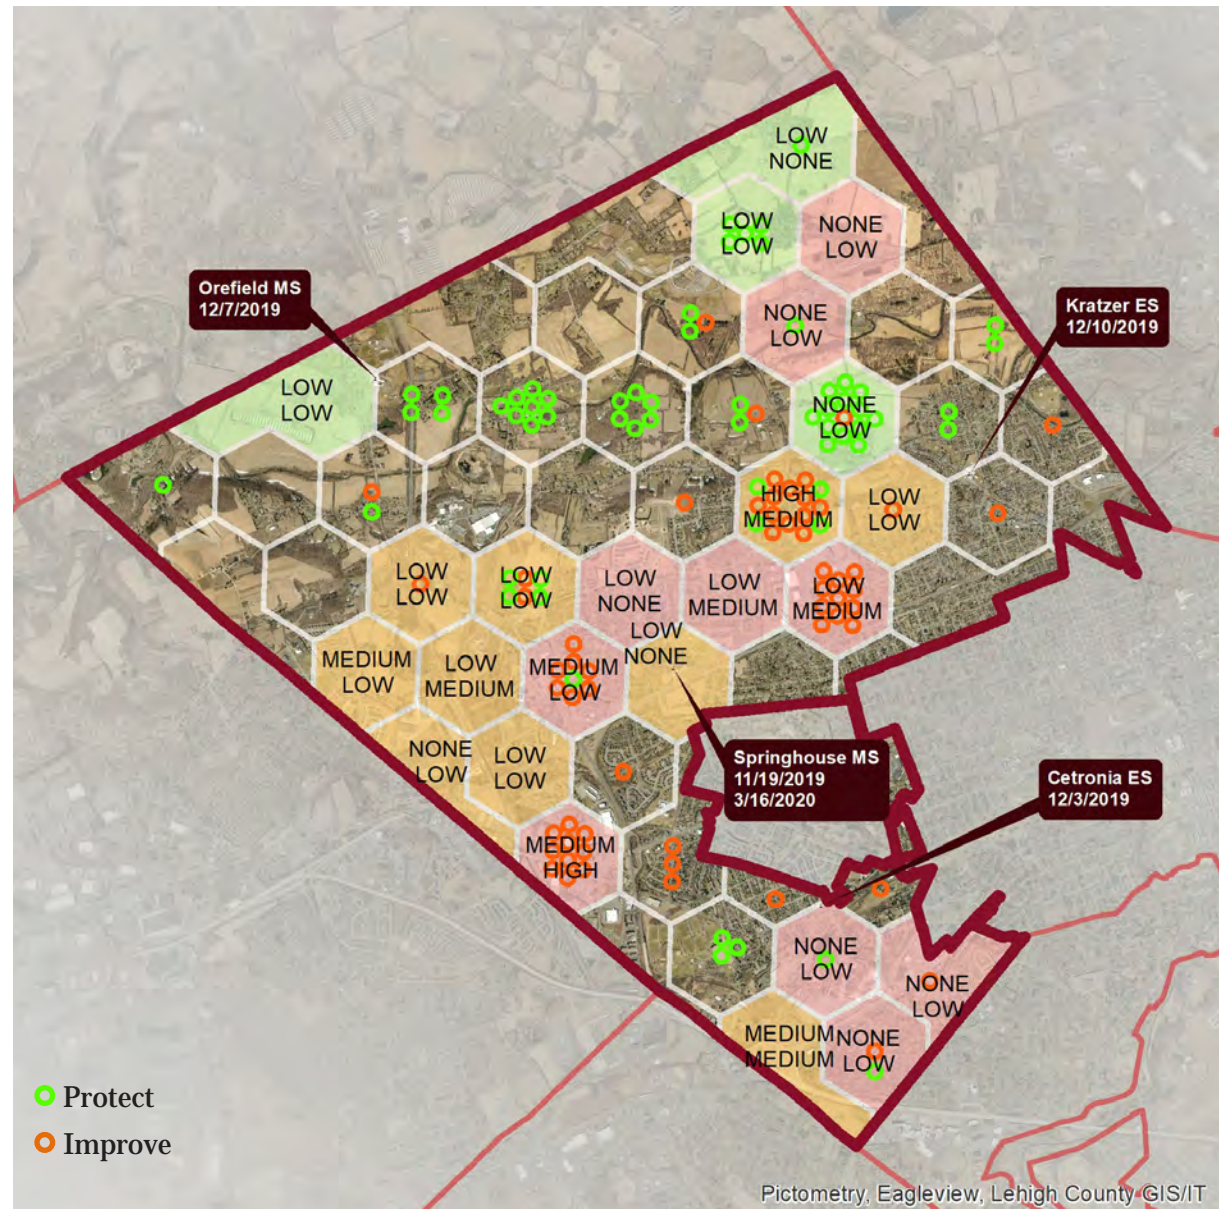 LOW
NONE
LOW
LOW
NONE
LOW
Orefield MS
12/7/2019
Kratzer ES
12/10/2019
NONE
LOW
LOW
LOW
NONE
LOW
HIGH
MEDIUM
LOW
LOW
LOW
LOW
LOW
LOW
LOW
NONE
LOW
MEDIUM
LOW
MEDIUM
LOW
NONE
MEDIUM
LOW
LOW
MEDIUM
MEDIUM
LOW
NONE
LOW
LOW
LOW
Springhouse MS
11/19/2019
3/16/2020
Cetronia ES
12/3/2019
MEDIUM
HIGH
NONE
LOW
NONE
LOW
MEDIUM
MEDIUM
NONE
LOW
Protect
Improve
Pictometry, Eagleview, Lehigh County GIS/IT